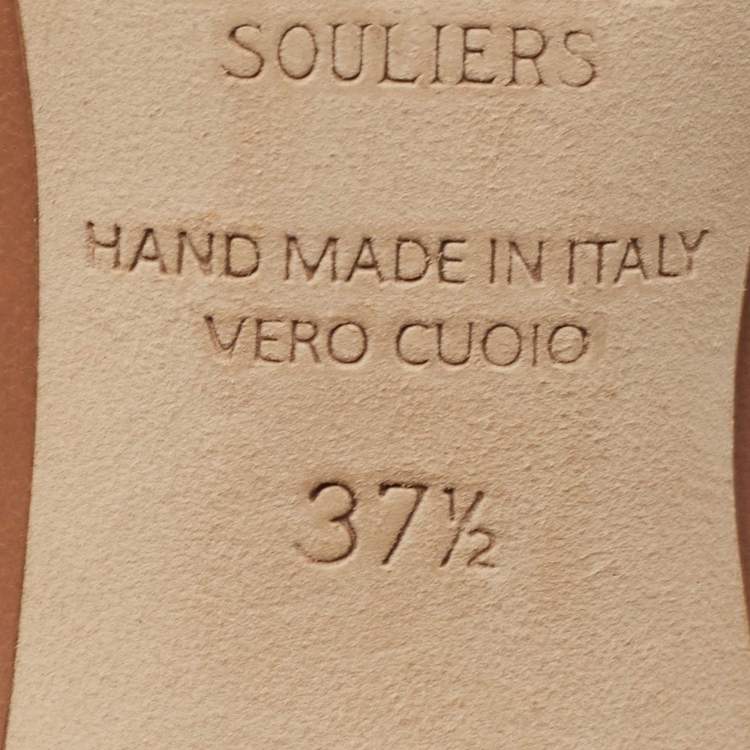 SOULIERS
HAND MADE IN ITALY
VERO CUOIO
37½